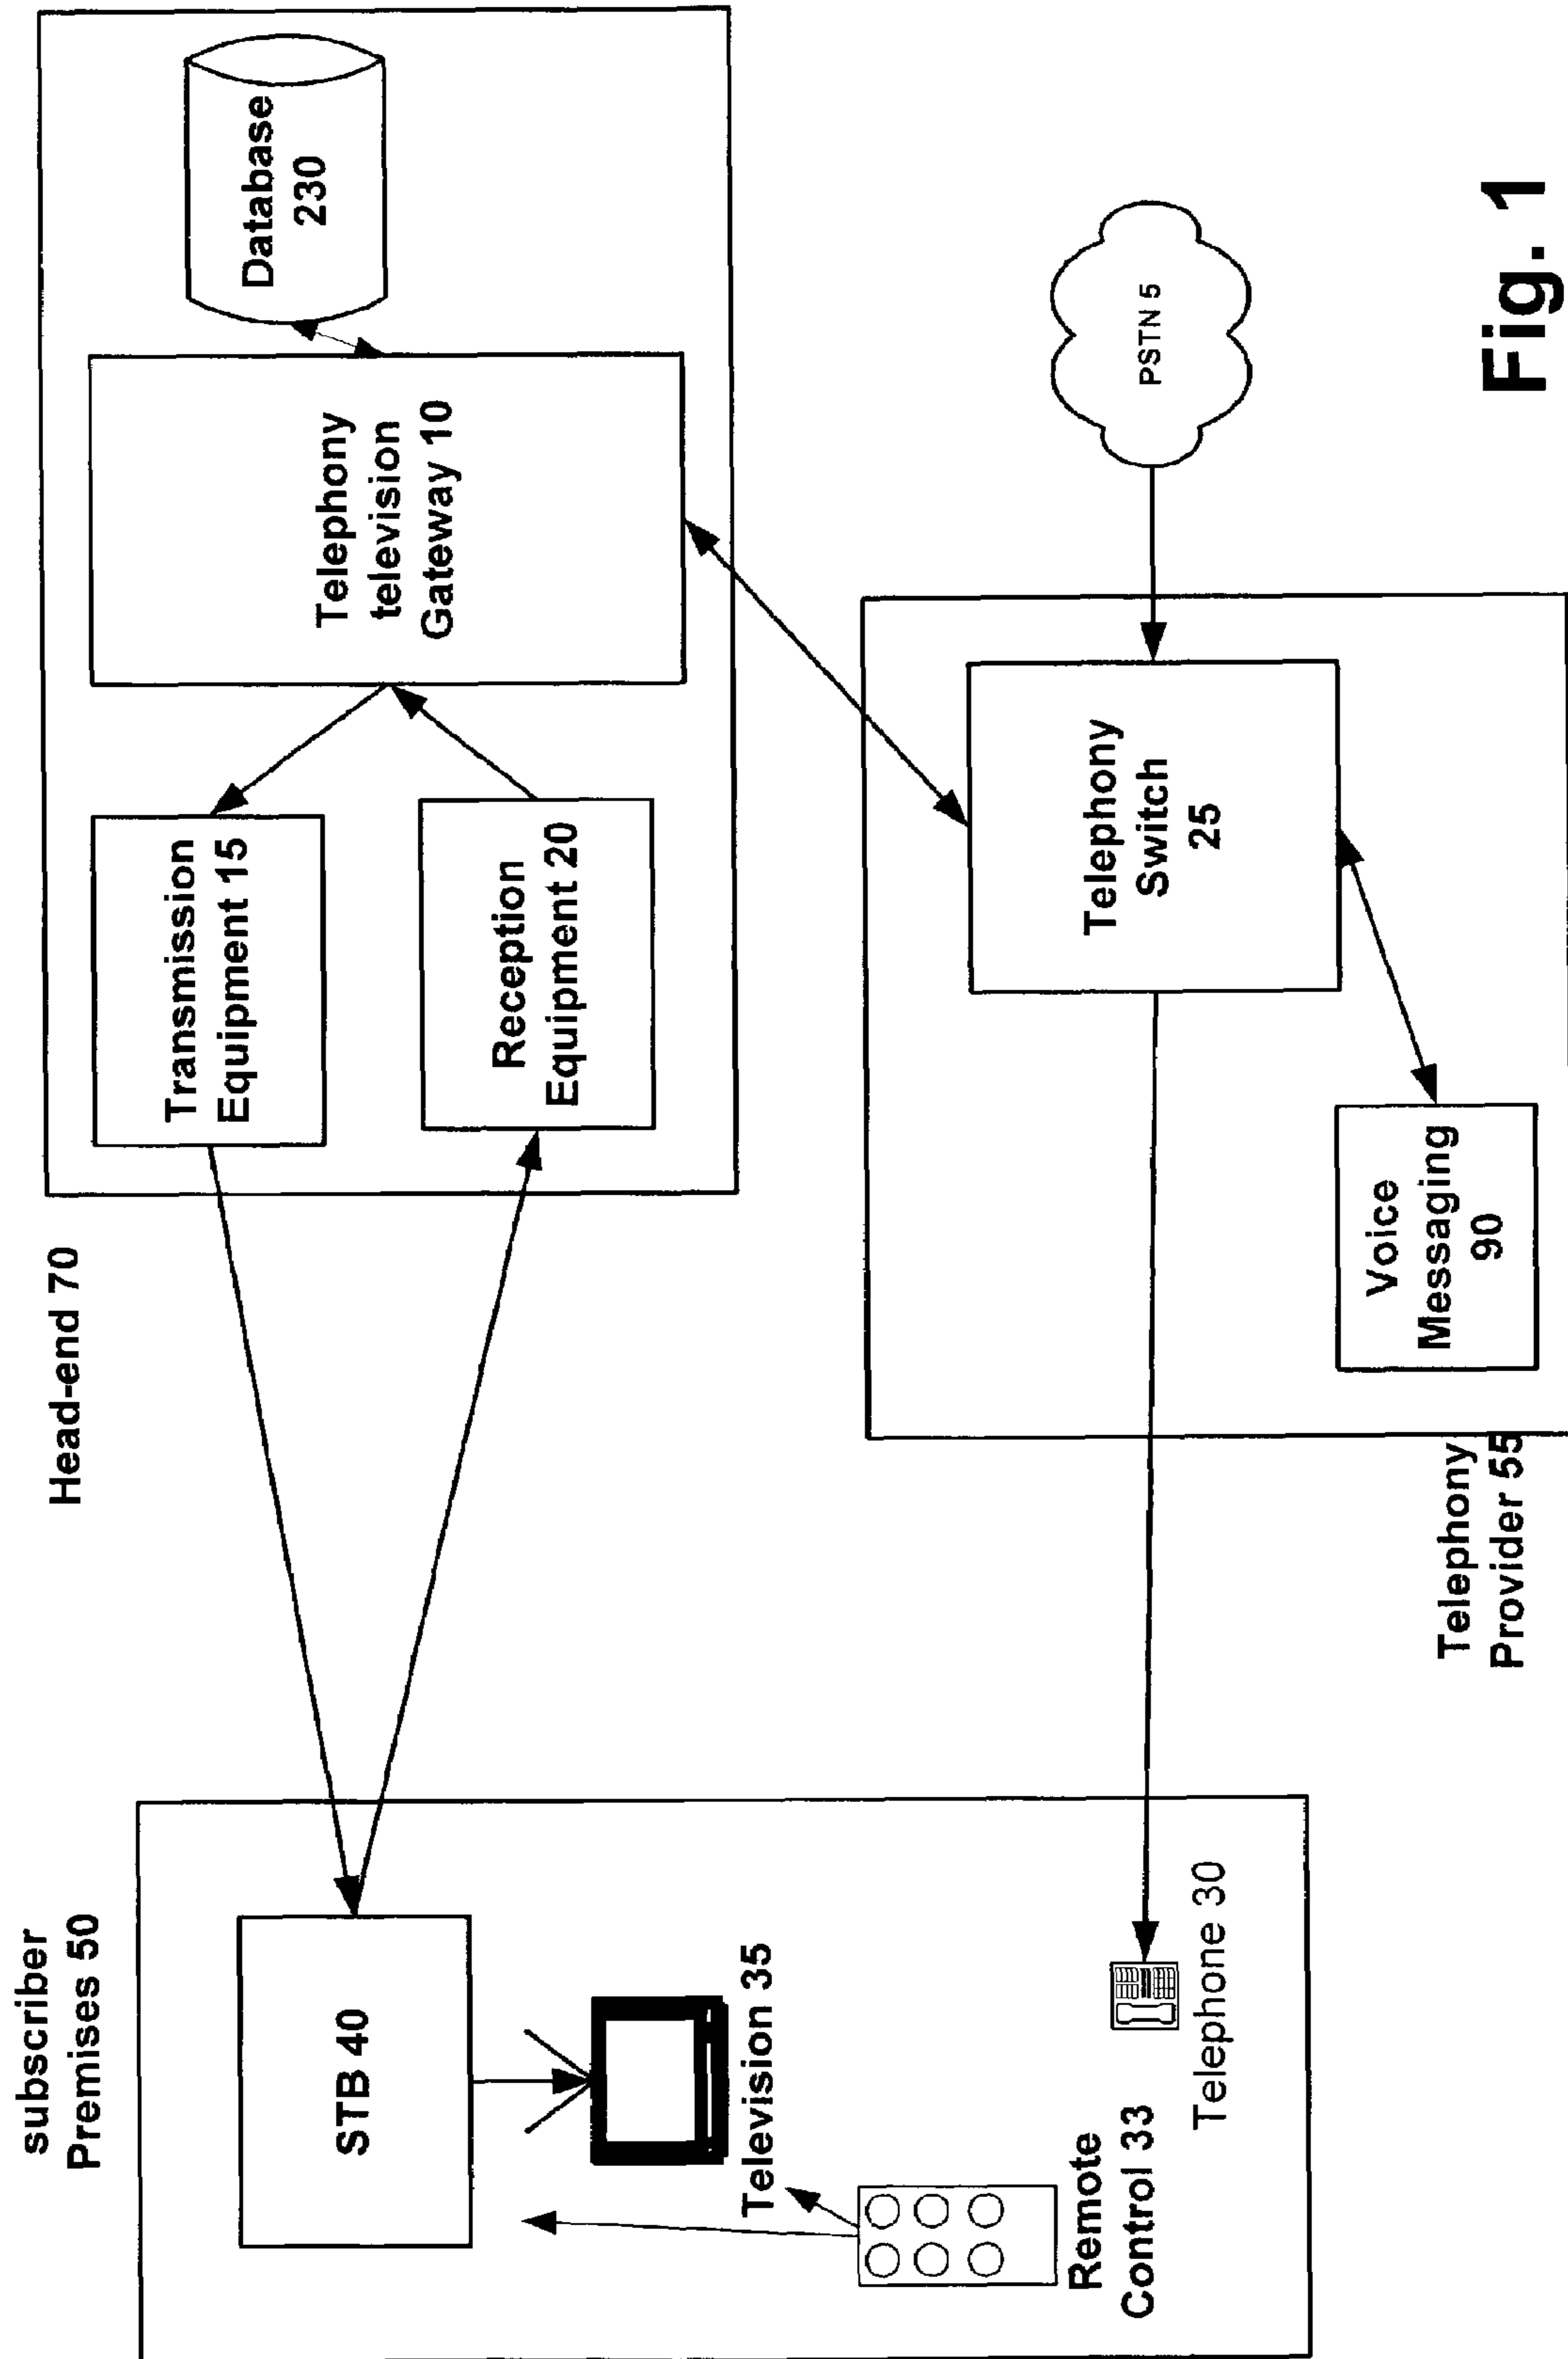 subscriber
Premises 50
STB 40
Television 35
Remote
Control 33
Telephone 30
Head-end 70
Transmission
Equipment 15
Reception
Equipment 20
Telephony
television
Gateway 10
Database
230
Telephony
Provider 55
Voice
Messaging
90
Telephony
Switch
25
PSTN 5
Fig. 1